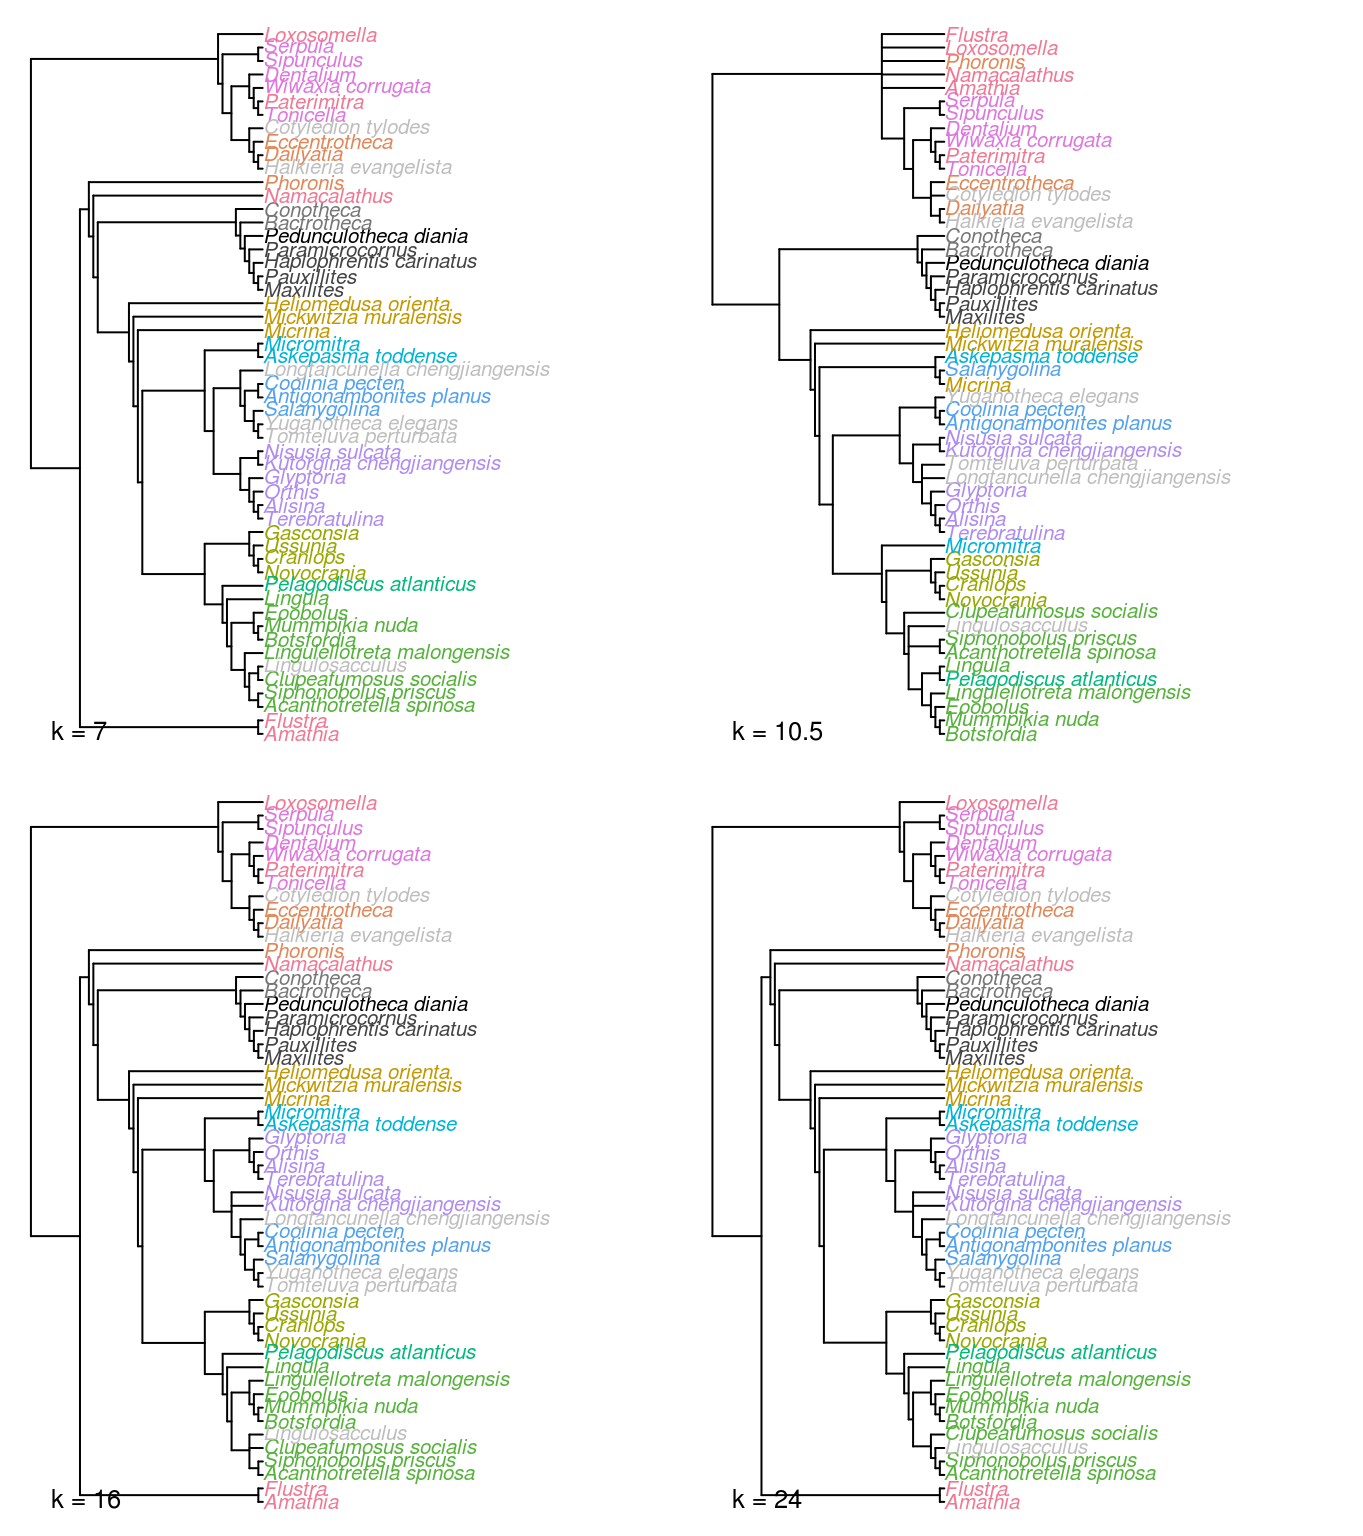 Loxosomella
Serpula
Sipunculus
Dentalium
Wiwaxia corrugata
Paterimitra
Tonicella
Cotyledion tylodes
Eccentrotheca
Dailyatia
Halkieria evangelista
Phoronis
Namacalathus
Conotheca
Bactrotheca
Pedunculotheca diania
Paramicrocornus
Haplophrentis carinatus
Pauxillites
Maxilites
Heliomedusa orienta
Mickwitzia muralensis
Micrina
Micromitra
Askepasma toddense
Longtancunella chengjiangensis
Coolinia pecten
Antigonambonites planus
Salanygolina
Yuganotheca elegans
Tomteluva perturbata
Nisusia sulcata
Kutorgina chengjiangensis
Glyptoria
Orthis
Alisina
Terebratulina
Gasconsia
Ussunia
Craniops
Novocrania
Pelagodiscus atlanticus
Lingula
Eoobolus
Mummpikia nuda
Botsfordia
Lingulellotreta malongensis
Lingulosacculus
Clupeafumosus socialis
Siphonobolus priscus
Acanthotretella spinosa
Flustra
Amathia
k = 7
Flustra
Loxosomella
Phoronis
Namacalathus
Amathia
Serpula
Sipunculus
Dentalium
Wiwaxia corrugata
Paterimitra
Tonicella
Eccentrotheca
Cotyledion tylodes
Dailyatia
Halkieria evangelista
Conotheca
Bactrotheca
Pedunculotheca diania
Paramicrocornus
Haplophrentis carinatus
Pauxillites
Maxilites
Heliomedusa orienta
Mickwitzia muralensis
Askepasma toddense
Salanygolina
Micrina
Yuganotheca elegans
Coolinia pecten
Antigonambonites planus
Nisusia sulcata
Kutorgina chengjiangensis
Tomteluva perturbata
Longtancunella chengjiangensis
Glyptoria
Orthis
Alisina
Terebratulina
Micromitra
Gasconsia
Ussunia
Craniops
Novocrania
Clupeafumosus socialis
Lingulosacculus
Siphonobolus priscus
Acanthotretella spinosa
Lingula
Pelagodiscus atlanticus
Lingulellotreta malongensis
Eoobolus
Mummpikia nuda
Botsfordia
k = 10.5
Loxosomella
Serpula
Sipunculus
Dentalium
Wiwaxia corrugata
Paterimitra
Tonicella
Cotyledion tylodes
Eccentrotheca
Dailyatia
Halkieria evangelista
Phoronis
Namacalathus
Conotheca
Bactrotheca
Pedunculotheca diania
Paramicrocornus
Haplophrentis carinatus
Pauxillites
Maxilites
Heliomedusa orienta
Mickwitzia muralensis
Micrina
Micromitra
Askepasma toddense
Glyptoria
Orthis
Alisina
Terebratulina
Nisusia sulcata
Kutorgina chengjiangensis
Longtancunella chengjiangensis
Coolinia pecten
Antigonambonites planus
Salanygolina
Yuganotheca elegans
Tomteluva perturbata
Gasconsia
Ussunia
Craniops
Novocrania
Pelagodiscus atlanticus
Lingula
Lingulellotreta malongensis
Eoobolus
Mummpikia nuda
Botsfordia
Lingulosacculus
Clupeafumosus socialis
Siphonobolus priscus
Acanthotretella spinosa
Flustra
Amathia
k = 16
Loxosomella
Serpula
Sipunculus
Dentalium
Wiwaxia corrugata
Paterimitra
Tonicella
Cotyledion tylodes
Eccentrotheca
Dailyatia
Halkieria evangelista
Phoronis
Namacalathus
Conotheca
Bactrotheca
Pedunculotheca diania
Paramicrocornus
Haplophrentis carinatus
Pauxillites
Maxilites
Heliomedusa orienta
Mickwitzia muralensis
Micrina
Micromitra
Askepasma toddense
Glyptoria
Orthis
Alisina
Terebratulina
Nisusia sulcata
Kutorgina chengjiangensis
Longtancunella chengjiangensis
Coolinia pecten
Antigonambonites planus
Salanygolina
Yuganotheca elegans
Tomteluva perturbata
Gasconsia
Ussunia
Craniops
Novocrania
Pelagodiscus atlanticus
Lingula
Lingulellotreta malongensis
Eoobolus
Mummpikia nuda
Botsfordia
Clupeafumosus socialis
Lingulosacculus
Siphonobolus priscus
Acanthotretella spinosa
Flustra
Amathia
k = 24